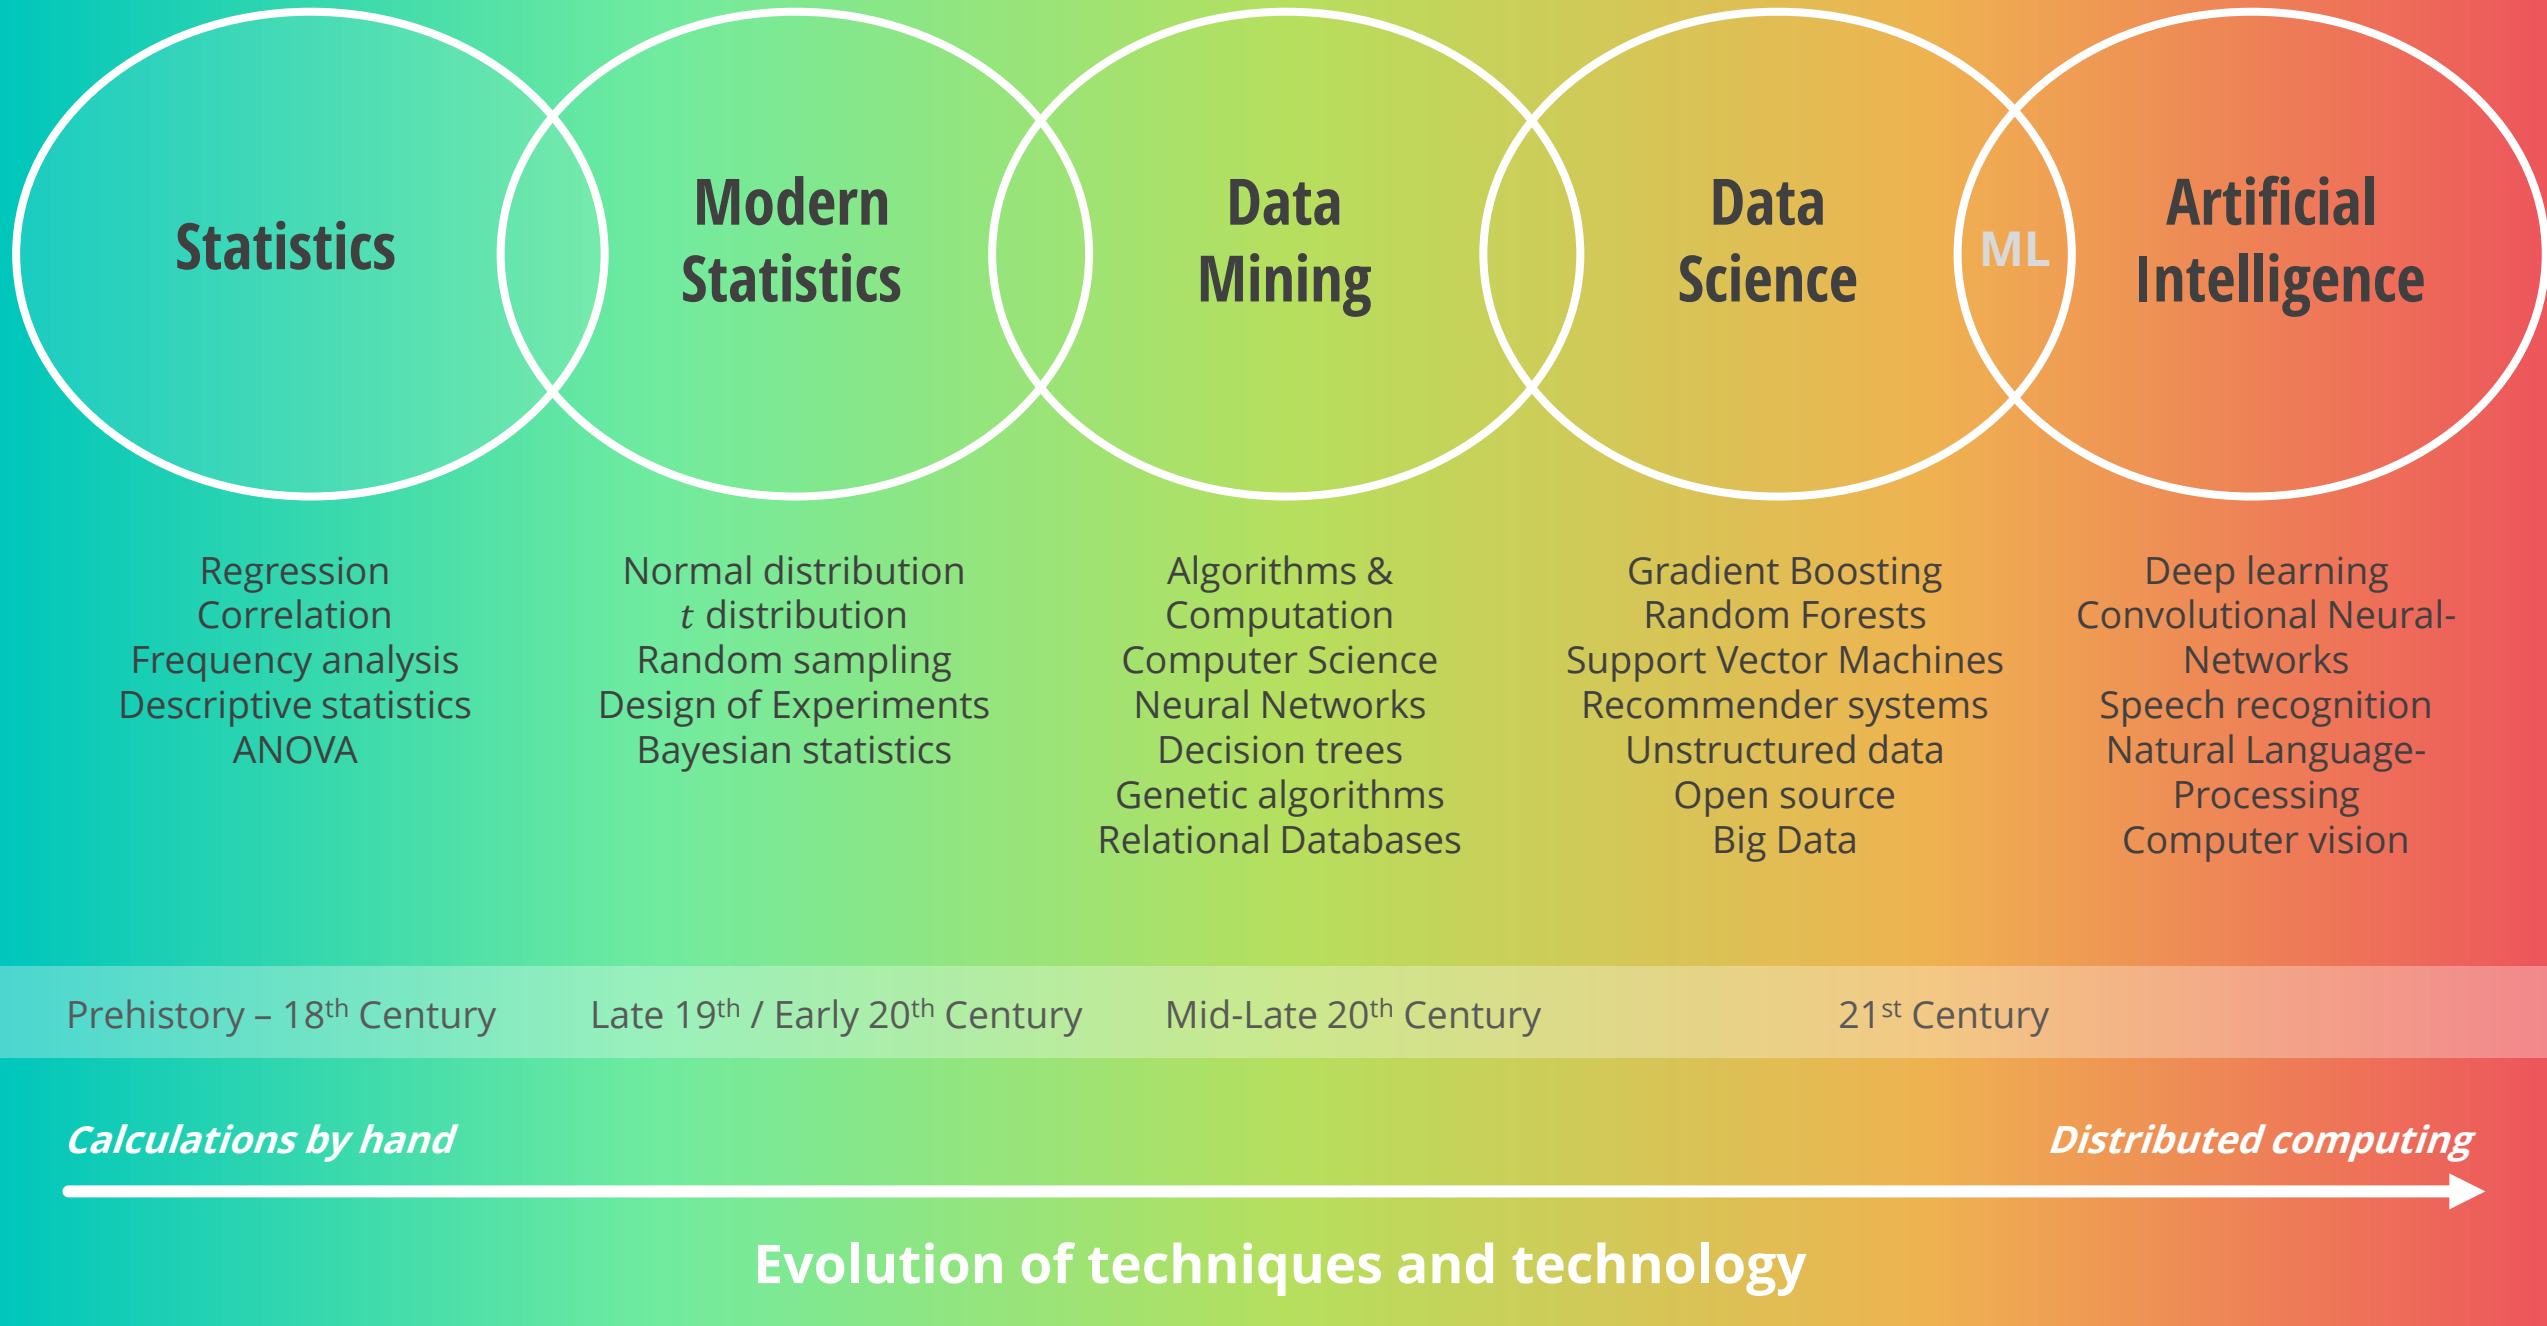 Statistics
Modern
Statistics
Data
Mining
Data
Science
ML
Artificial
Intelligence
Regression
Correlation
Frequency analysis
Descriptive statistics
ANOVA
Normal distribution
t distribution
Random sampling
Design of Experiments
Bayesian statistics
Algorithms &
Computation
Computer Science
Neural Networks
Decision trees
Genetic algorithms
Relational Databases
Gradient Boosting
Random Forests
Support Vector Machines
Recommender systems
Unstructured data
Open source
Big Data
Deep learning
Convolutional Neural-
Networks
Speech recognition
Natural Language-
Processing
Computer vision
Prehistory – 18th Century
Late 19th / Early 20th Century
Mid-Late 20th Century
21st Century
Calculations by hand
Distributed computing
Evolution of techniques and technology